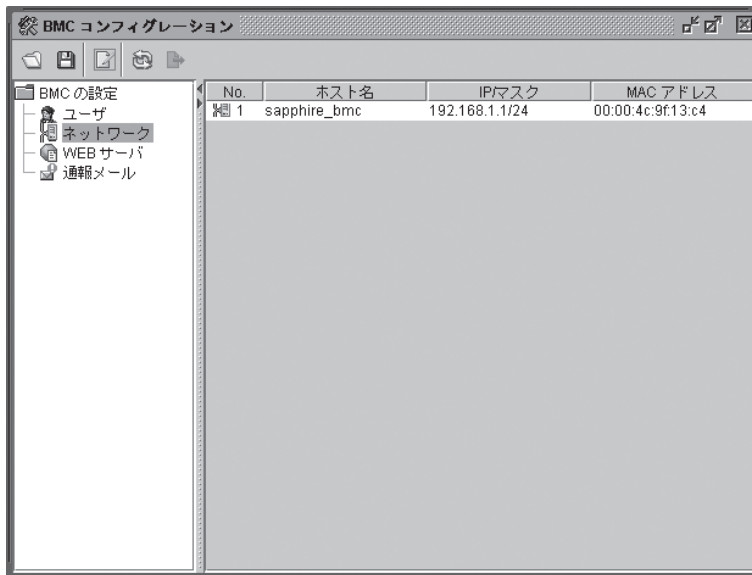 BMC コンフィグレーション
BMC の設定
ユーザ
ネットワーク
WEB サーバ
通報メール
No. ホスト名 IP/マスク MAC アドレス
1 sapphire_bmc 192.168.1.1/24 00:00:4c:9f:13:c4